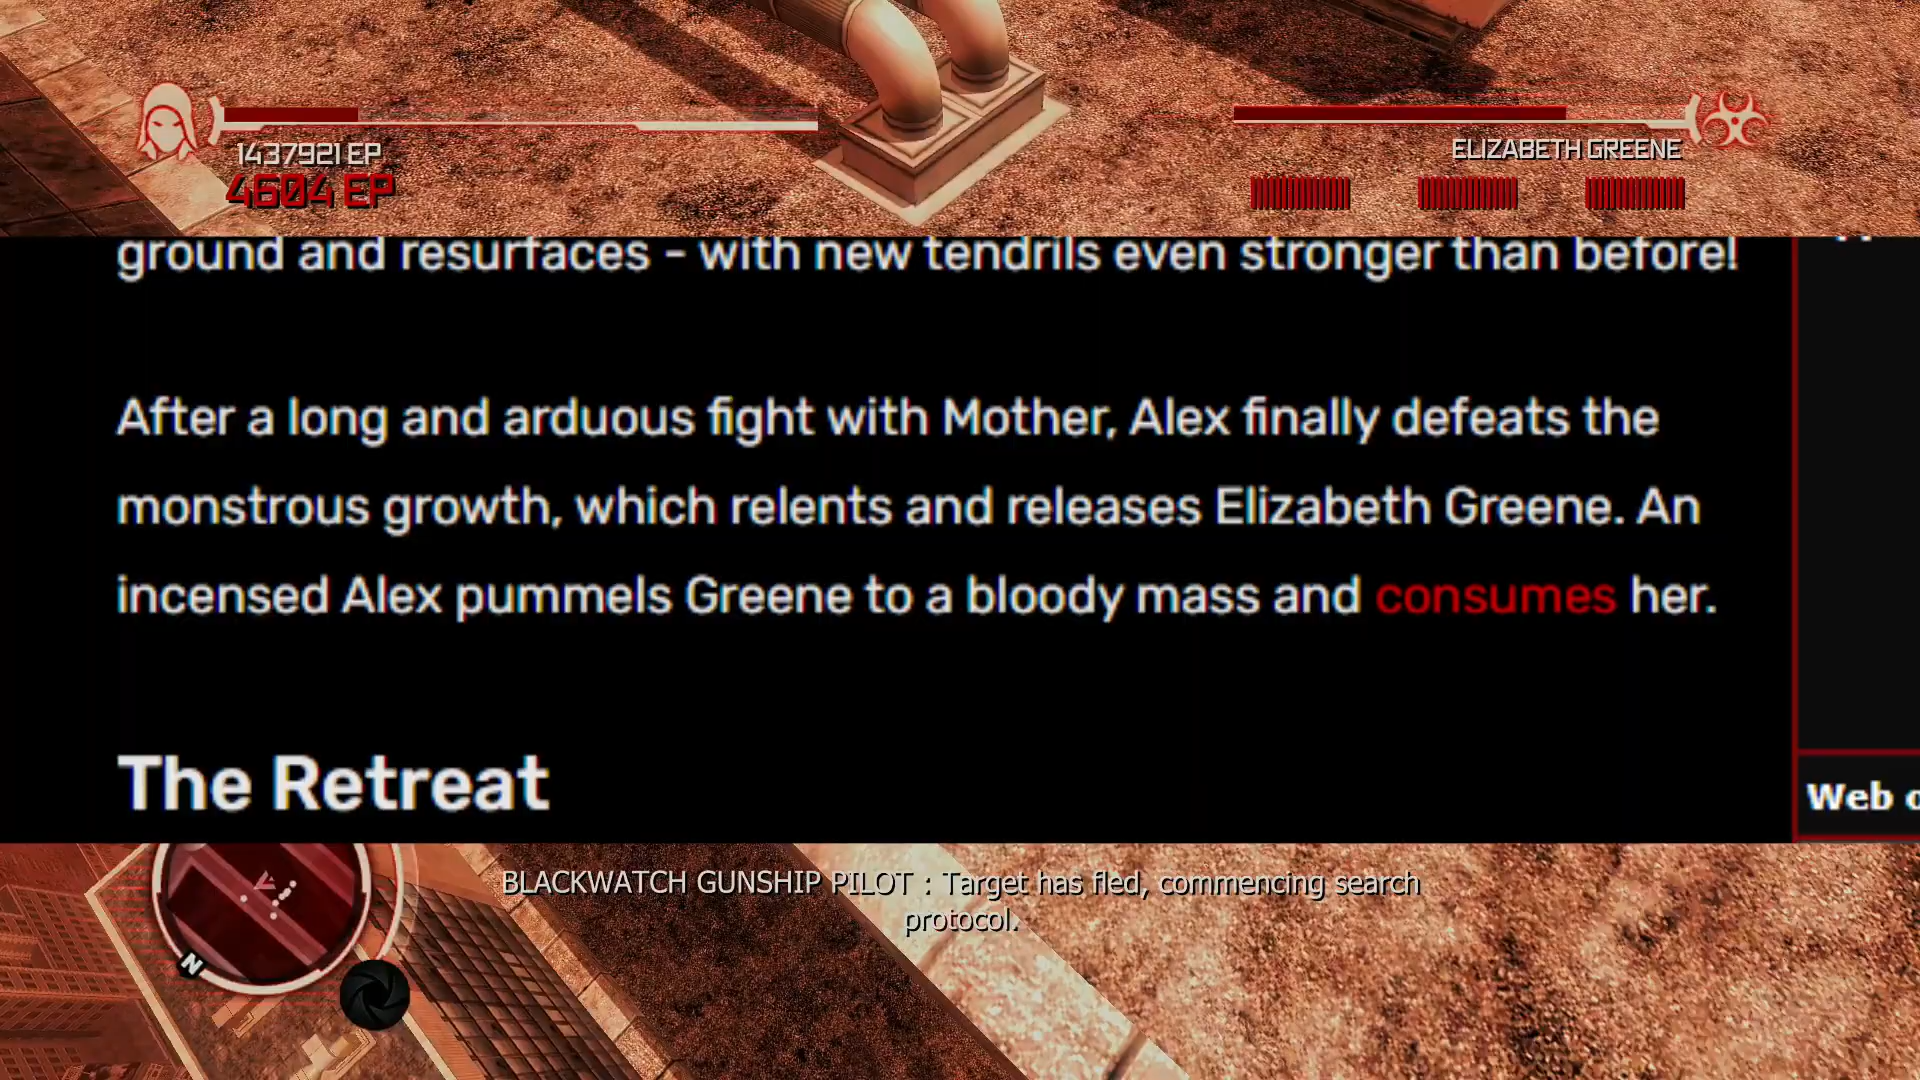 1437921 EP
4604 EP
ELIZABETH GREENE
ground and resurfaces - with new tendrils even stronger than before!
After a long and arduous fight with Mother, Alex finally defeats the
monstrous growth, which relents and releases Elizabeth Greene. An
incensed Alex pummels Greene to a bloody mass and consumes her.
The Retreat
Web
N
BLACKWATCH GUNSHIP PILOT : Target has fled, commencing search
protocol.